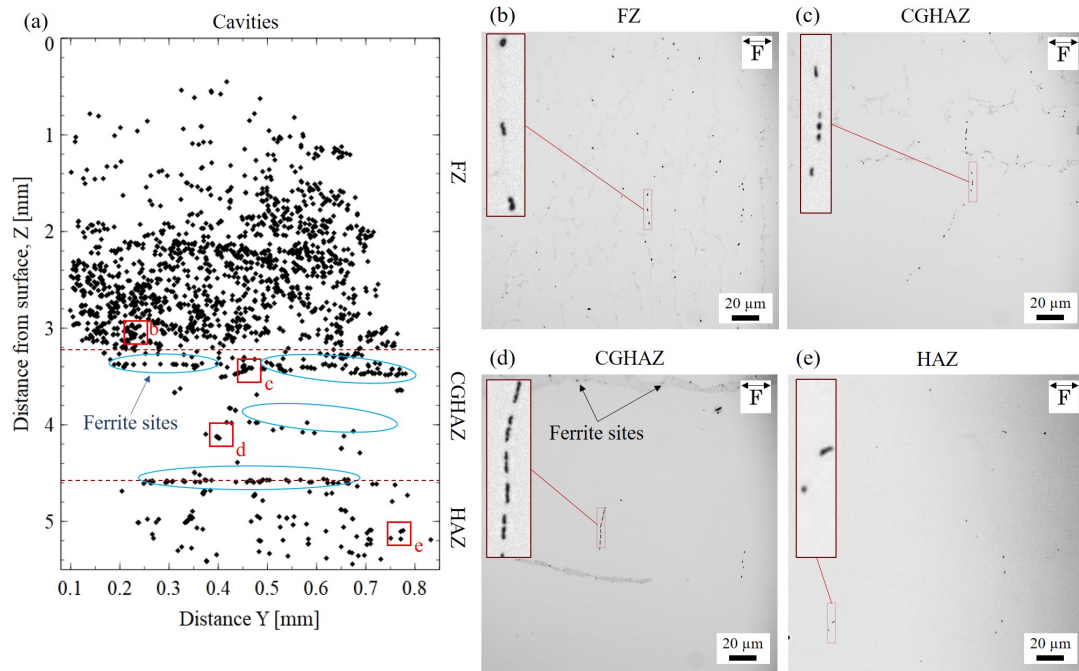 (a)
Cavities
0
1
2
3
4
5
Distance from surface, Z [mm]
0.1 0.2 0.3 0.4 0.5 0.6 0.7 0.8
Distance Y [mm]
FZ
CGHAZ
HAZ
b
c
d
e
Ferrite sites
(b)
FZ
F
20 µm
(c)
CGHAZ
F
20 µm
(d)
CGHAZ
F
Ferrite sites
20 µm
(e)
HAZ
F
20 µm